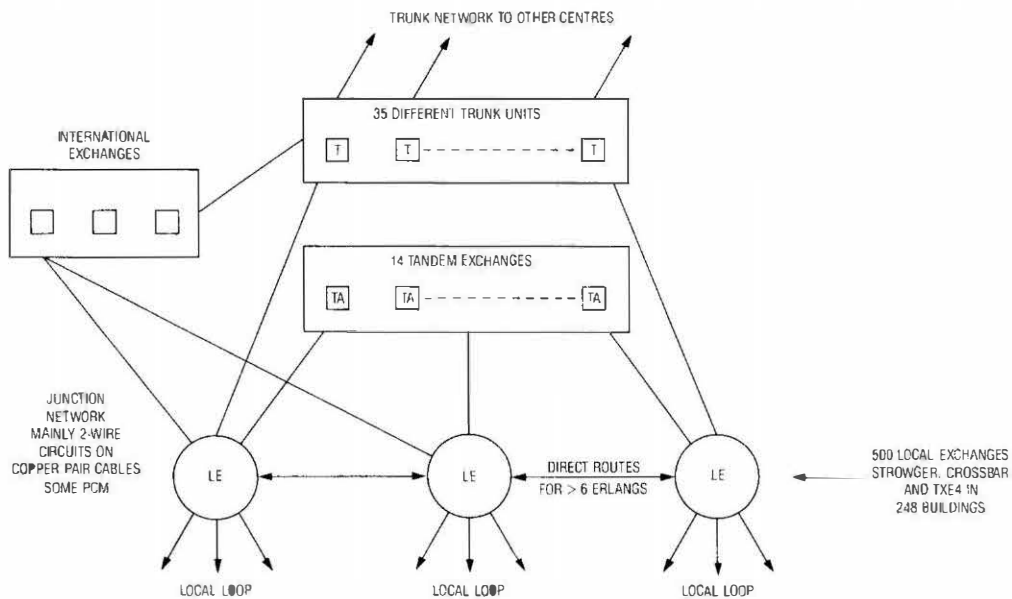 TRUNK NETWORK TO OTHER CENTRES
35 DIFFERENT TRUNK UNITS
T T T
INTERNATIONAL
EXCHANGES
14 TANDEM EXCHANGES
TA TA TA
JUNCTION
NETWORK
MAINLY 2-WIRE
CIRCUITS ON
COPPER PAIR CABLES
SOME PCM
LE LE LE
DIRECT ROUTES
FOR > 6 ERLANGS
500 LOCAL EXCHANGES
STROWGER, CROSSBAR
AND TXE4 IN
248 BUILDINGS
LOCAL LOOP LOCAL LOOP LOCAL LOOP